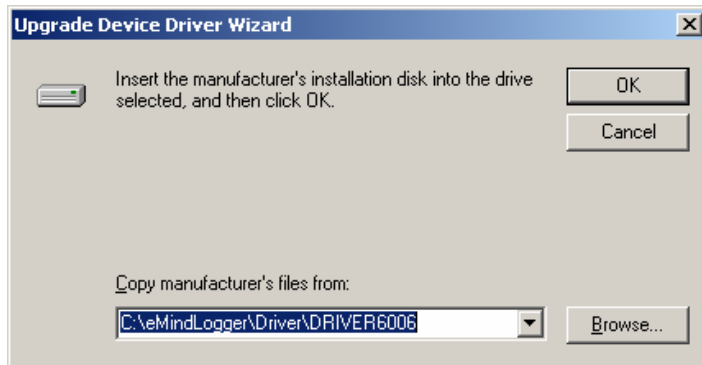 Upgrade Device Driver Wizard
Insert the manufacturer's installation disk into the drive
selected, and then click OK.
OK
Cancel
Copy manufacturer's files from:
C:\eMindLogger\Driver\DRIVER6006
Browse...